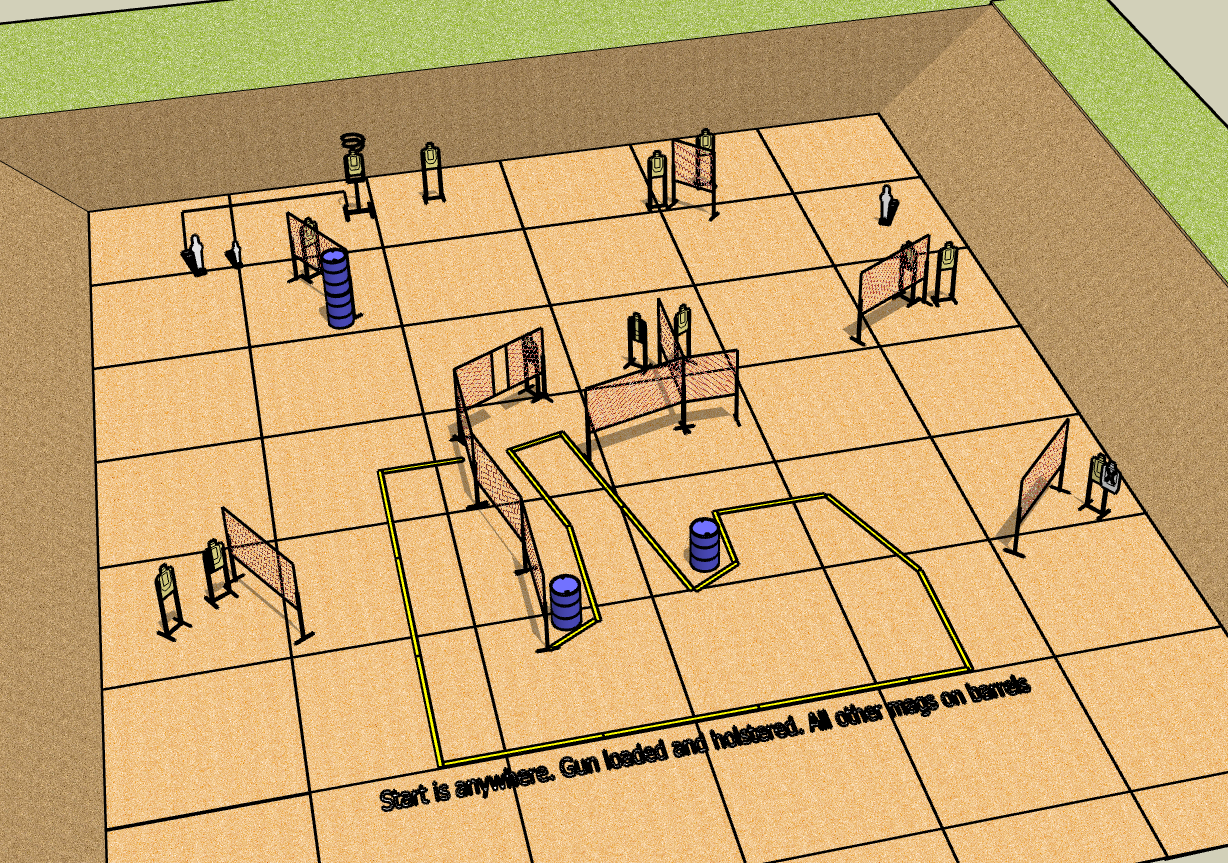 Start is anywhere. Gun loaded and holstered. All other mags on barrels